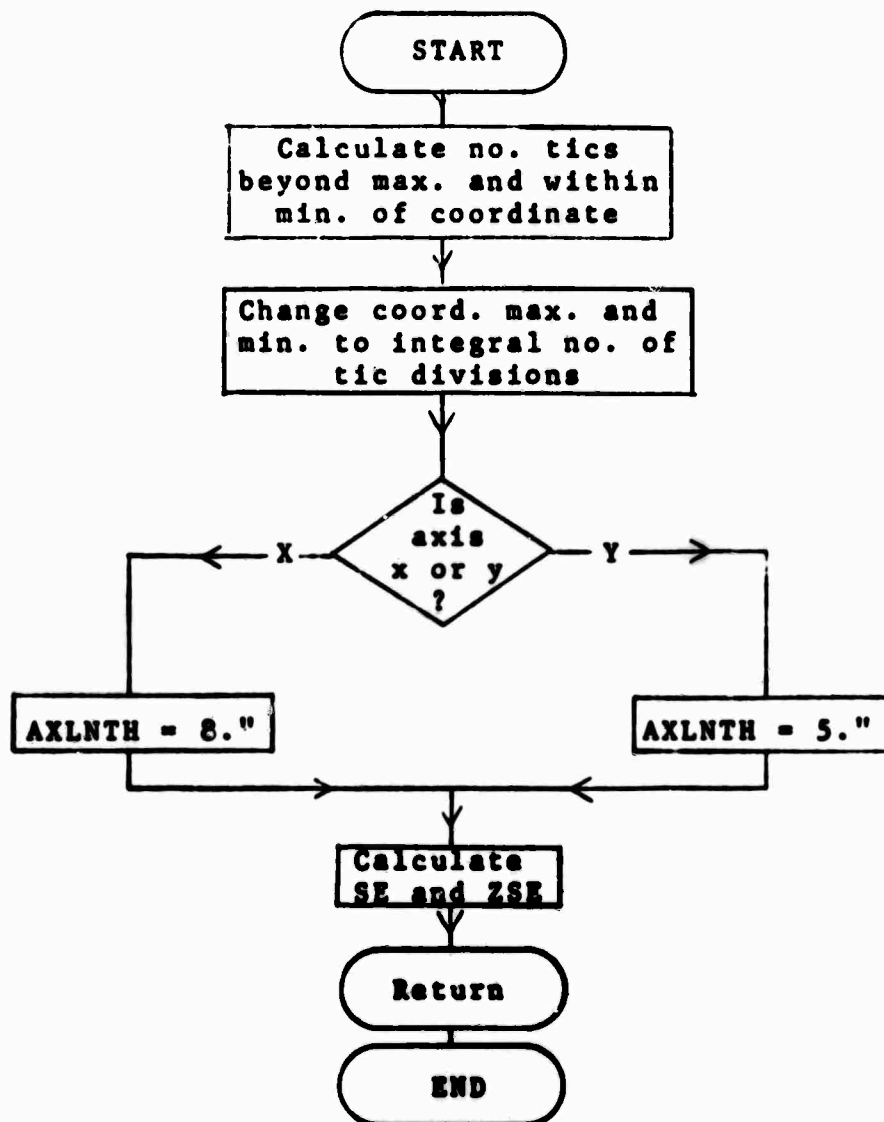 START
Calculate no. tics
beyond max. and within
min. of coordinate
Change coord. max. and
min. to integral no. of
tic divisions
Is
axis
x or y
?
X
Y
AXLNTH = 8."
AXLNTH = 5."
Calculate
SE and ZSE
Return
END